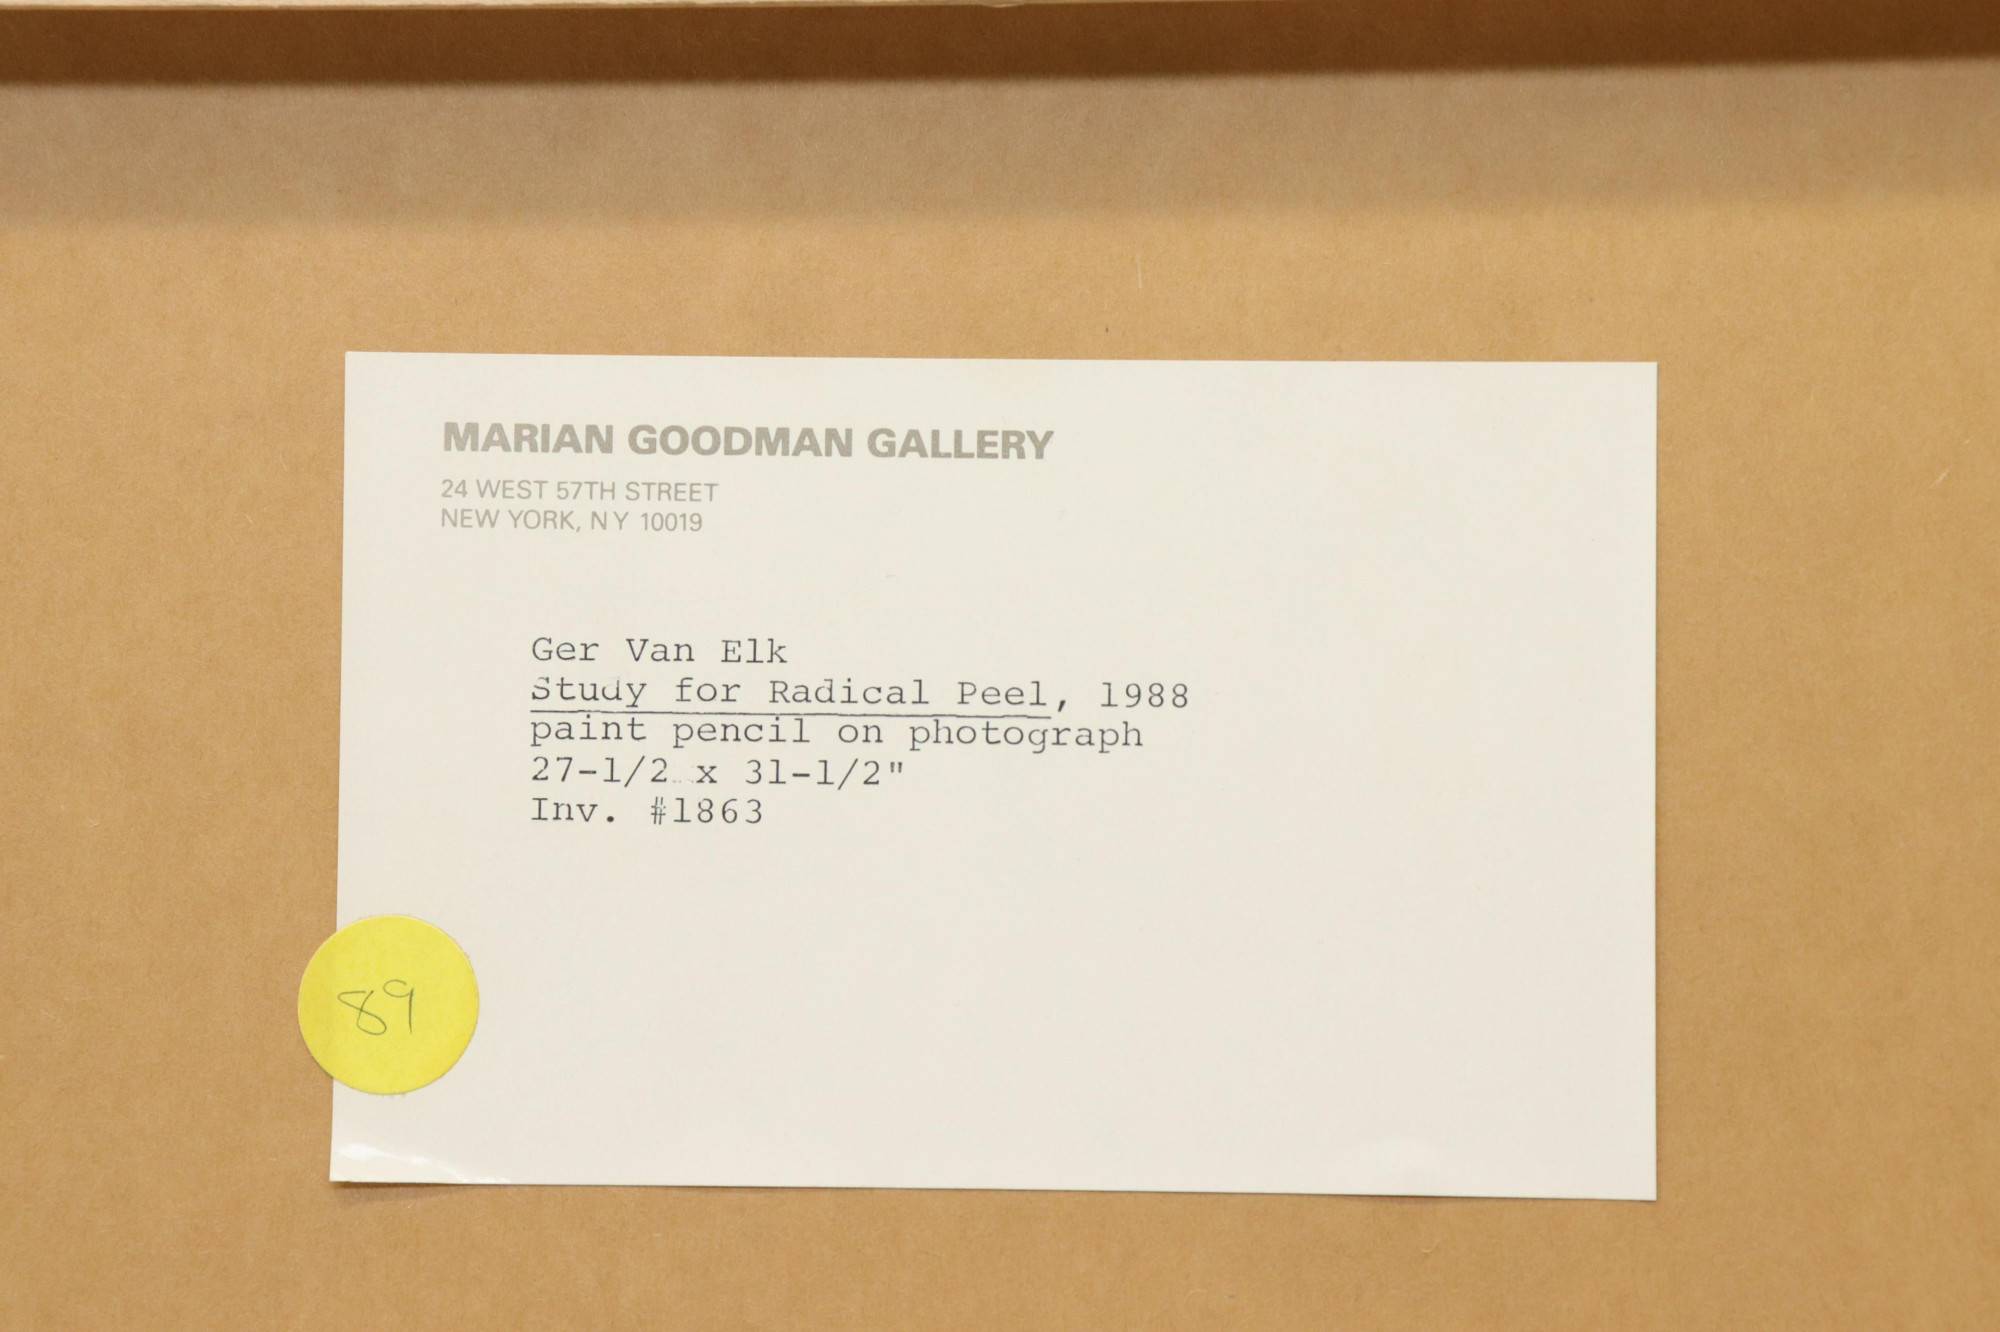 MARIAN GOODMAN GALLERY
24 WEST 57TH STREET
NEW YORK, NY 10019
Ger Van Elk
Study for Radical Peel, 1988
paint pencil on photograph
27-1/2 x 31-1/2"
Inv. #1863
89